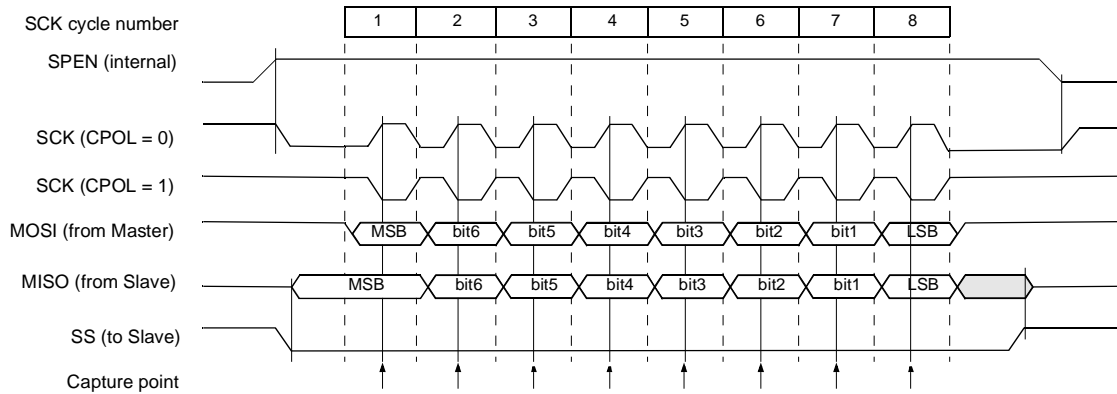 SCK cycle number 1 2 3 4 5 6 7 8
SPEN (internal)
SCK (CPOL = 0)
SCK (CPOL = 1)
MOSI (from Master) MSB bit6 bit5 bit4 bit3 bit2 bit1 LSB
MISO (from Slave) MSB bit6 bit5 bit4 bit3 bit2 bit1 LSB
SS (to Slave)
Capture point